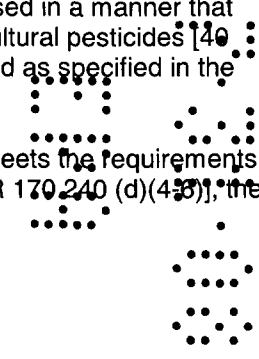 sed in a manner that
ultural pesticides [40
d as specified in the
eets the requirements
R 170.240 (d)(4-6)], the